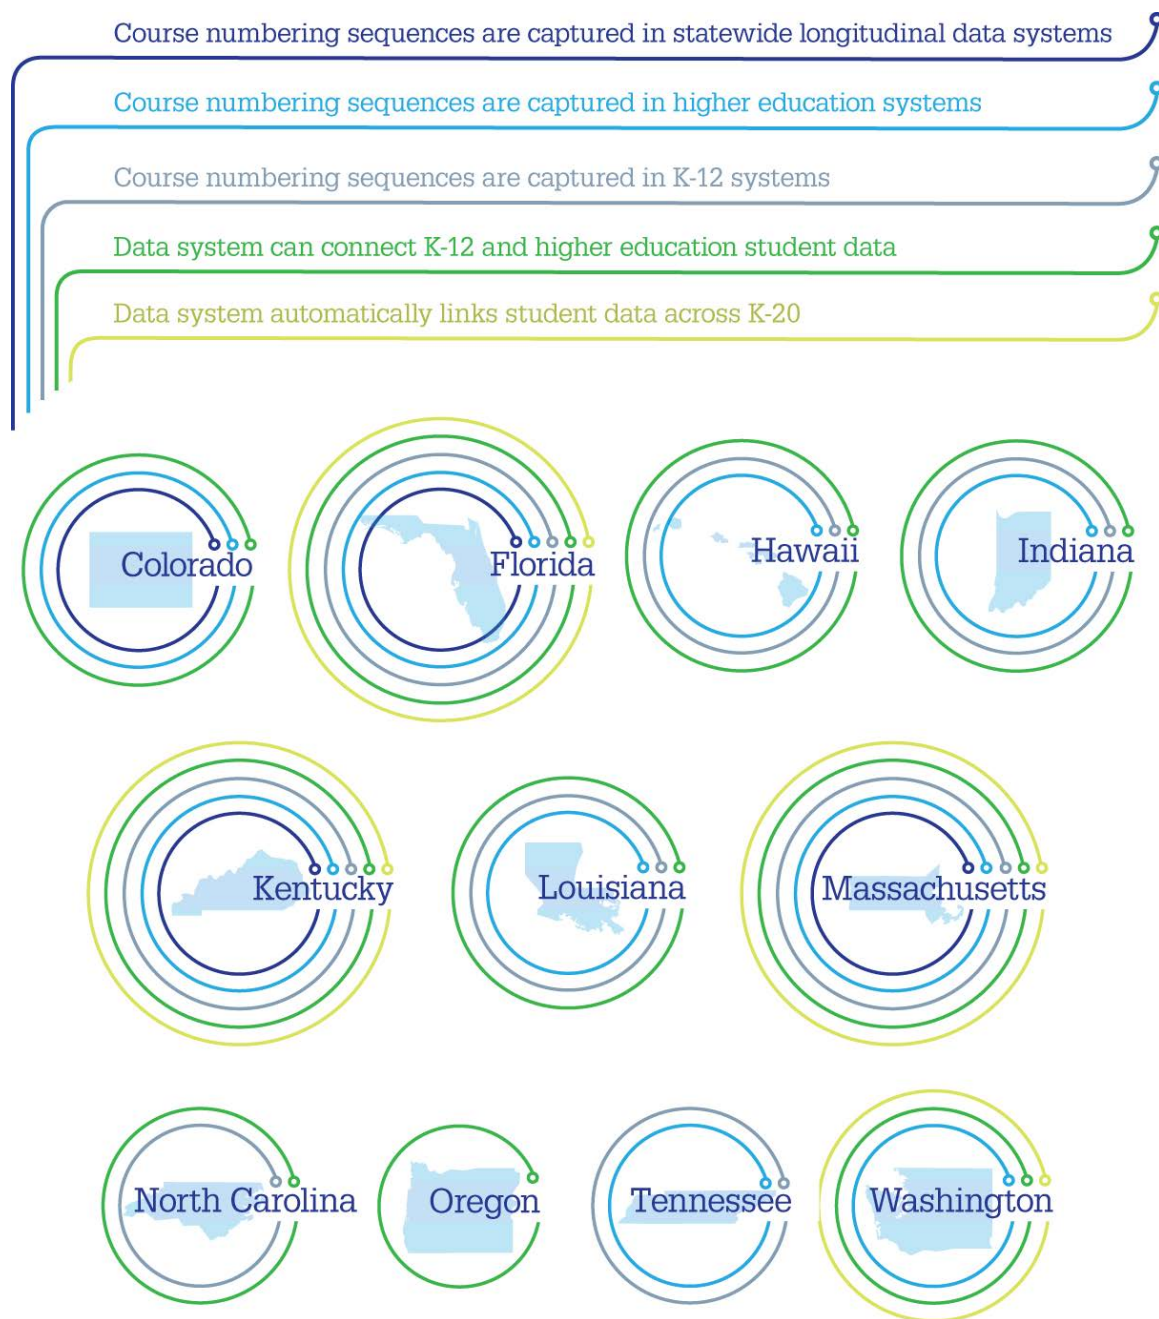 Course numbering sequences are captured in statewide longitudinal data systems
Course numbering sequences are captured in higher education systems
Course numbering sequences are captured in K-12 systems
Data system can connect K-12 and higher education student data
Data system automatically links student data across K-20
Colorado
Florida
Hawaii
Indiana
Kentucky
Louisiana
Massachusetts
North Carolina
Oregon
Tennessee
Washington